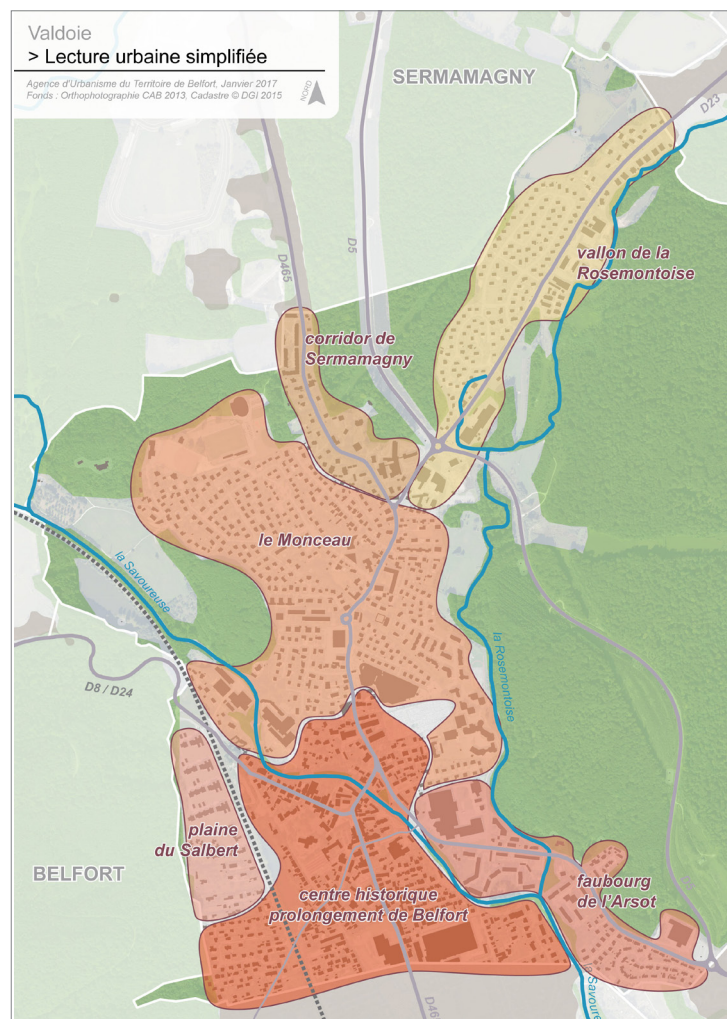 Valdoie
> Lecture urbaine simplifiée
Agence d'Urbanisme du Territoire de Belfort, Janvier 2017
Fonds : Orthophotographie CAB 2013, Cadastre © DGI 2015
NORD
SERMAMAGNY
D23
D465
D5
vallon de la
Rosemontoise
corridor de
Sermamagny
le Monceau
la Savoureuse
la Rosemontoise
D8 / D24
plaine
du Salbert
BELFORT
centre historique
prolongement de Belfort
faubourg
de l'Arsot